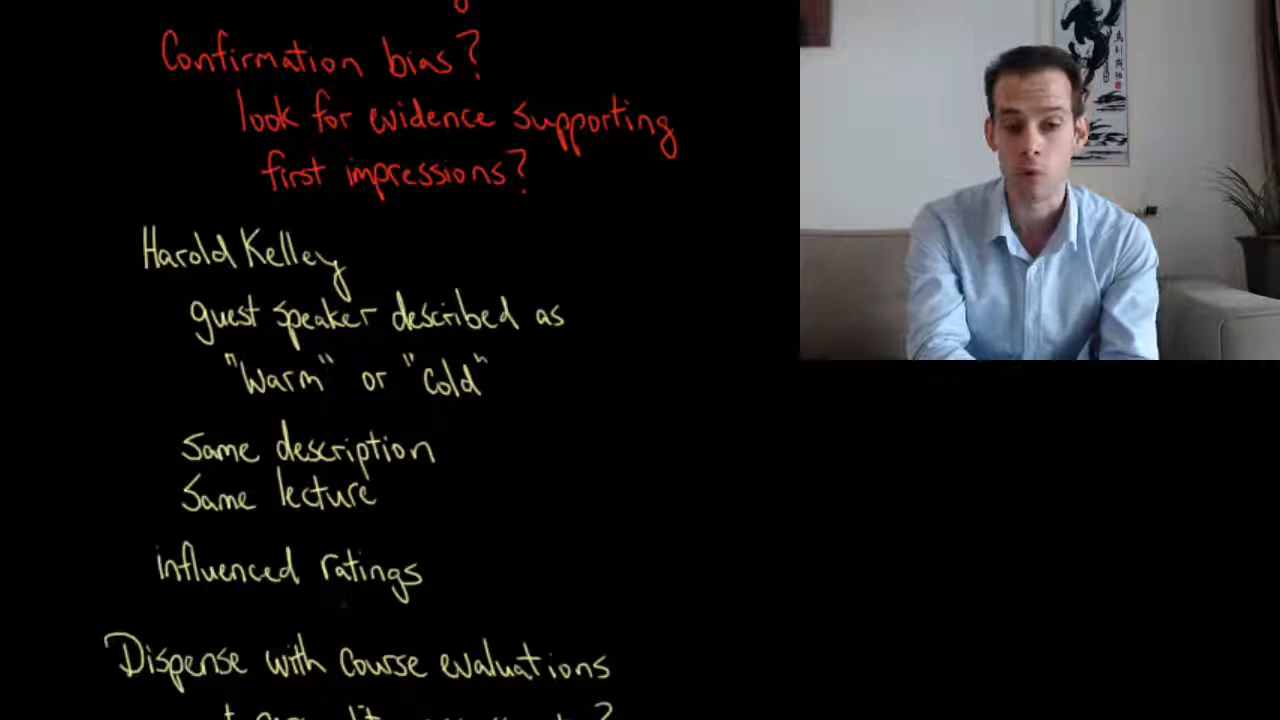 Confirmation bias?
look for evidence supporting
first impressions?
Harold Kelley
guest speaker described as
"Warm" or "Cold"
Same description
Same lecture
influenced ratings
Dispense with course evaluations